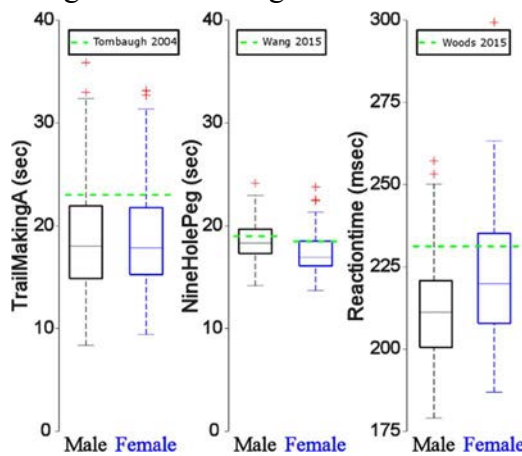 Tombaugh 2004
Wang 2015
Woods 2015
TrailMakingA (sec)
40
30
20
10
0
Male Female
NineHolePeg (sec)
40
30
20
10
0
Male Female
Reactiontime (msec)
300
275
250
225
200
175
Male Female